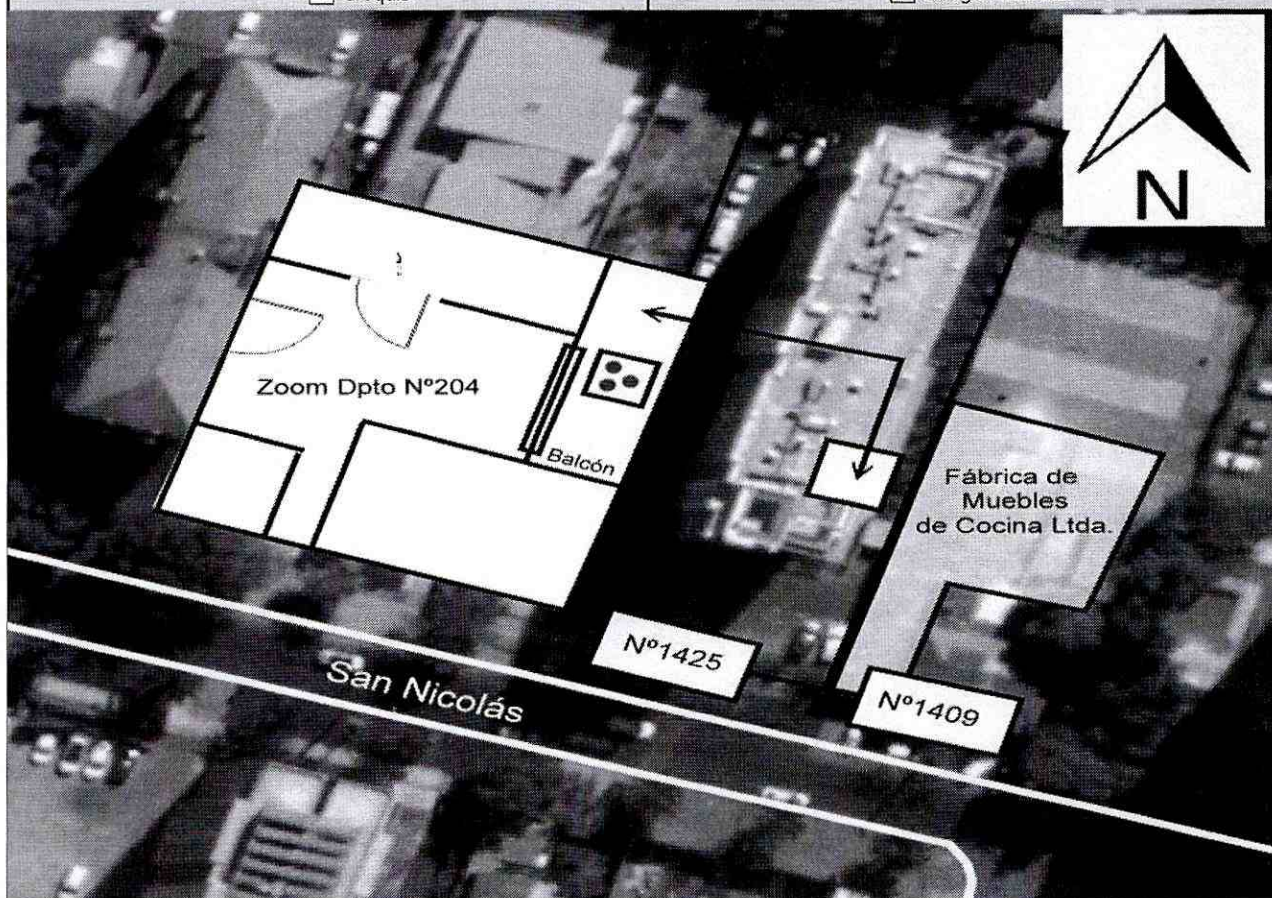 N
Zoom Dpto Nº204
Balcón
Fábrica de
Muebles
de Cocina Ltda.
Nº1425
Nº1409
San Nicolás